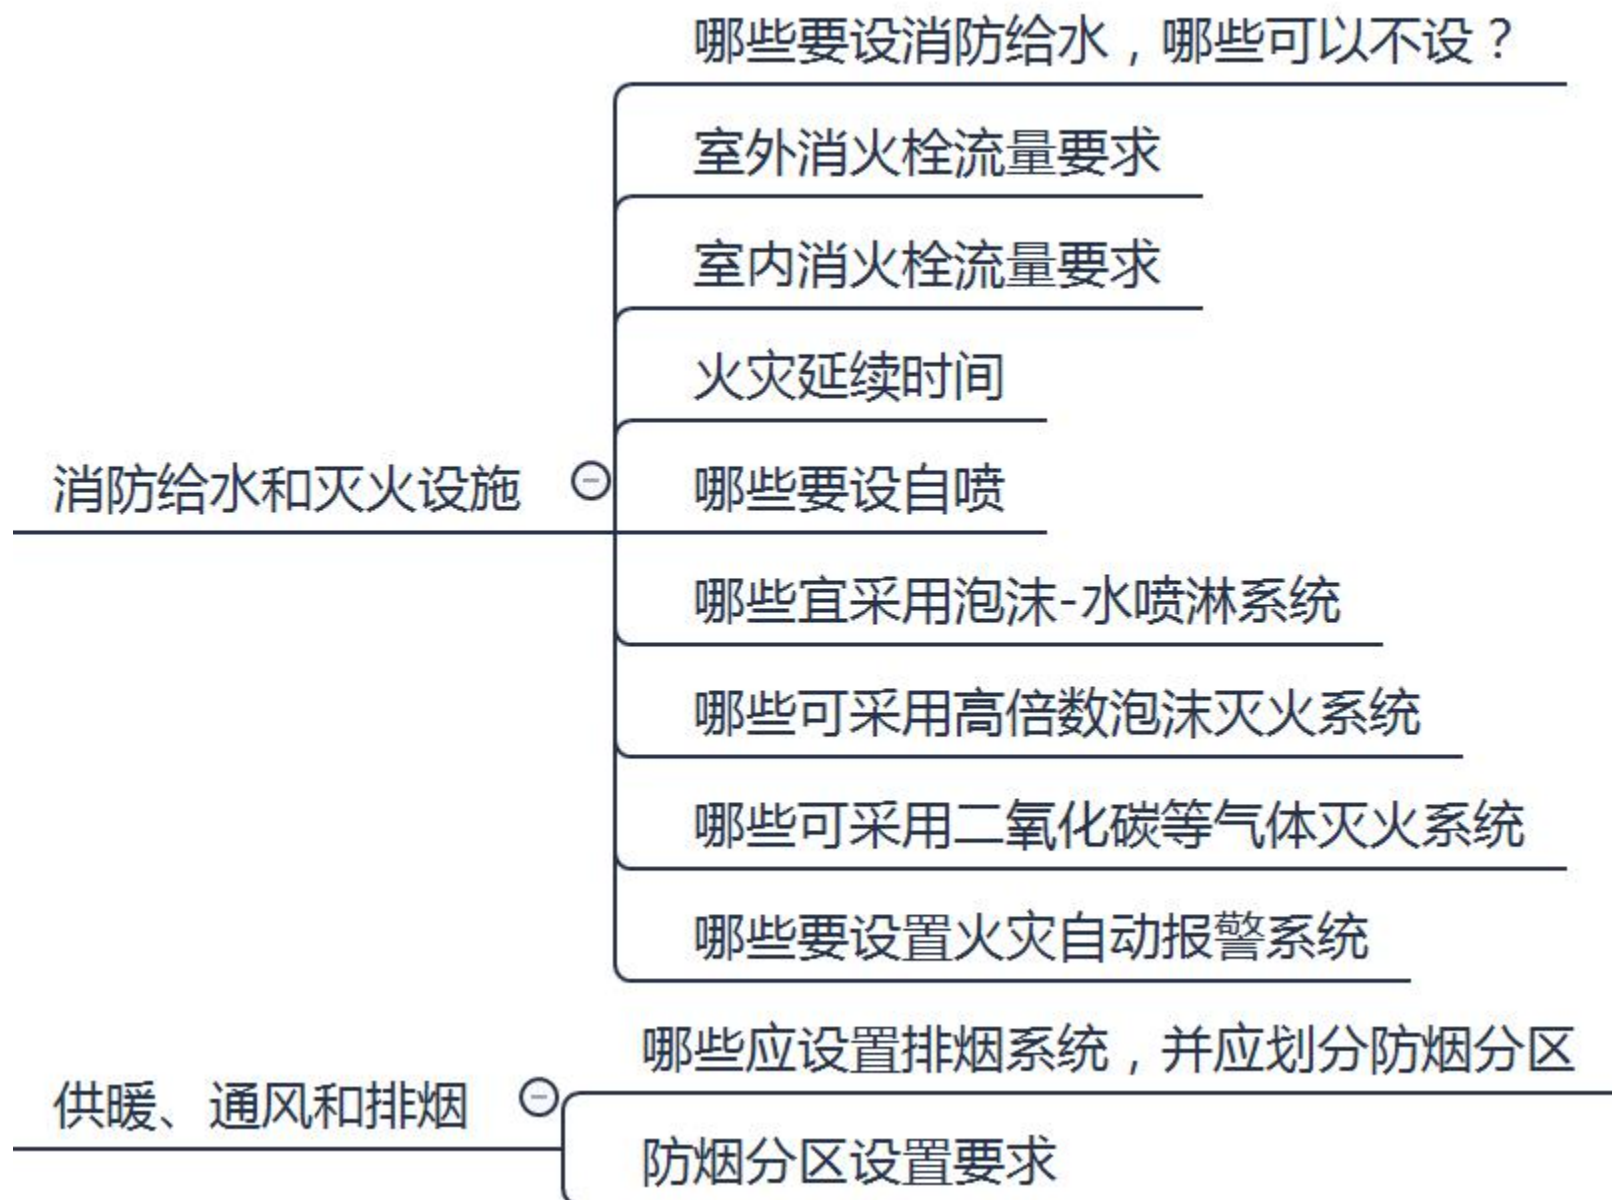 哪些要设消防给水，哪些可以不设？
室外消火栓流量要求
室内消火栓流量要求
火灾延续时间
消防给水和灭火设施
哪些要设自喷
哪些宜采用泡沫-水喷淋系统
哪些可采用高倍数泡沫灭火系统
哪些可采用二氧化碳等气体灭火系统
哪些要设置火灾自动报警系统
供暖、通风和排烟
哪些应设置排烟系统，并应划分防烟分区
防烟分区设置要求